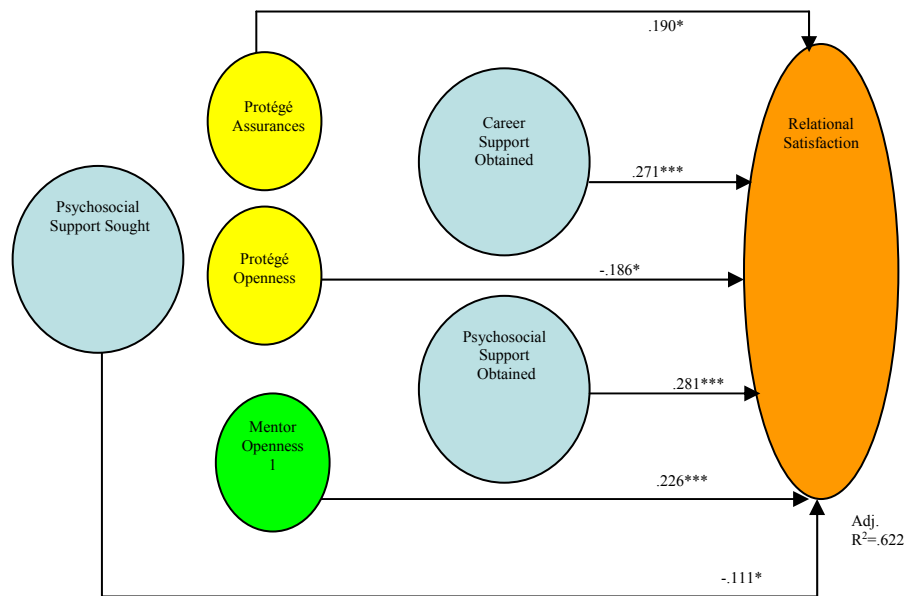 .190*
Protégé
Assurances
Career
Support
Obtained
Relational
Satisfaction
.271***
Psychosocial
Support Sought
Protégé
Openness
-.186*
Psychosocial
Support
Obtained
.281***
Mentor
Openness
1
.226***
Adj.
R²=.622
-.111*